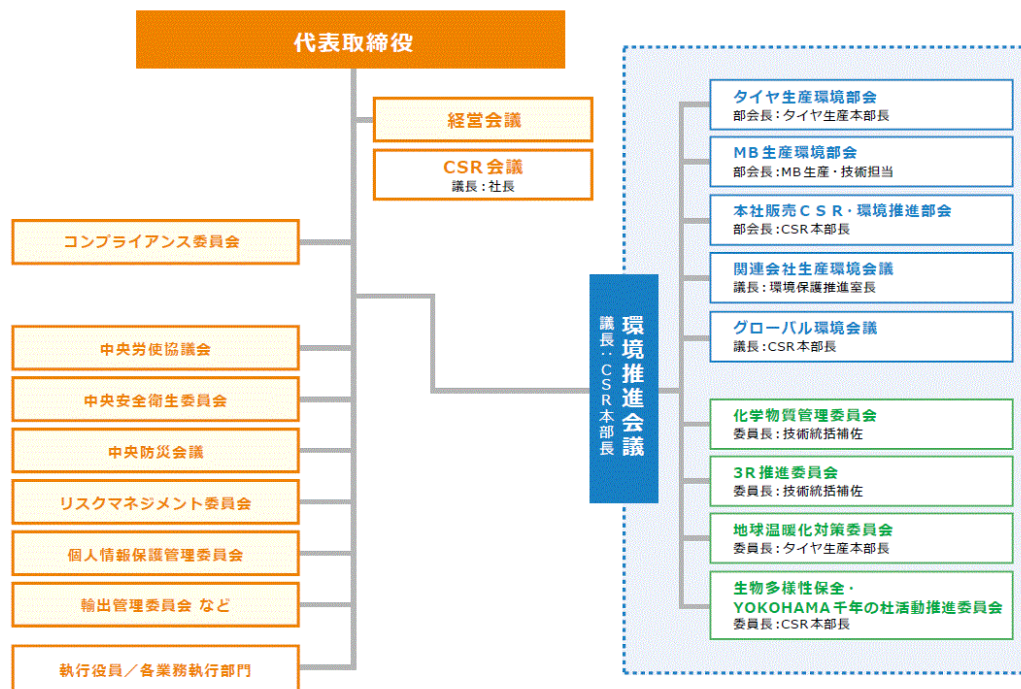 代表取締役
経営会議
CSR会議
議長：社長
コンプライアンス委員会
中央労使協議会
中央安全衛生委員会
中央防災会議
リスクマネジメント委員会
個人情報保護管理委員会
輸出管理委員会 など
執行役員／各業務執行部門
環境推進会議
議長：CSR本部長
タイヤ生産環境部会
部会長：タイヤ生産本部長
MB生産環境部会
部会長：MB生産・技術担当
本社販売ＣＳＲ・環境推進部会
部会長：CSR本部長
関連会社生産環境会議
議長：環境保護推進室長
グローバル環境会議
議長：CSR本部長
化学物質管理委員会
委員長：技術統括補佐
3R推進委員会
委員長：技術統括補佐
地球温暖化対策委員会
委員長：タイヤ生産本部長
生物多様性保全・
YOKOHAMA千年の杜活動推進委員会
委員長：CSR本部長